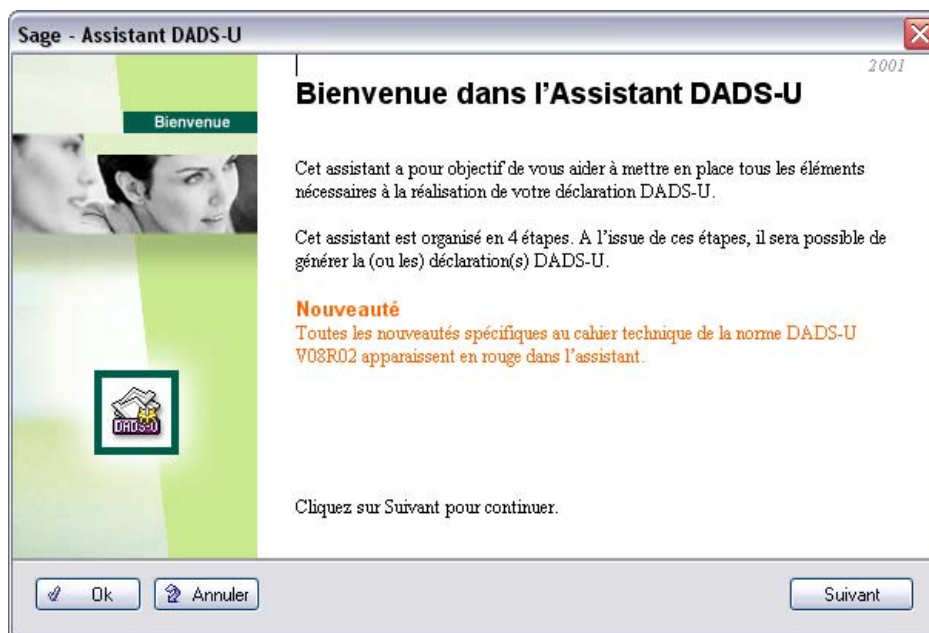 Sage - Assistant DADS-U
2001
Bienvenue dans l'Assistant DADS-U
Bienvenue
Cet assistant a pour objectif de vous aider à mettre en place tous les éléments
nécessaires à la réalisation de votre déclaration DADS-U.
Cet assistant est organisé en 4 étapes. A l'issue de ces étapes, il sera possible de
générer la (ou les) déclaration(s) DADS-U.
Nouveauté
Toutes les nouveautés spécifiques au cahier technique de la norme DADS-U
V08R02 apparaissent en rouge dans l'assistant.
DADS-U
Cliquez sur Suivant pour continuer.
Ok
Annuler
Suivant